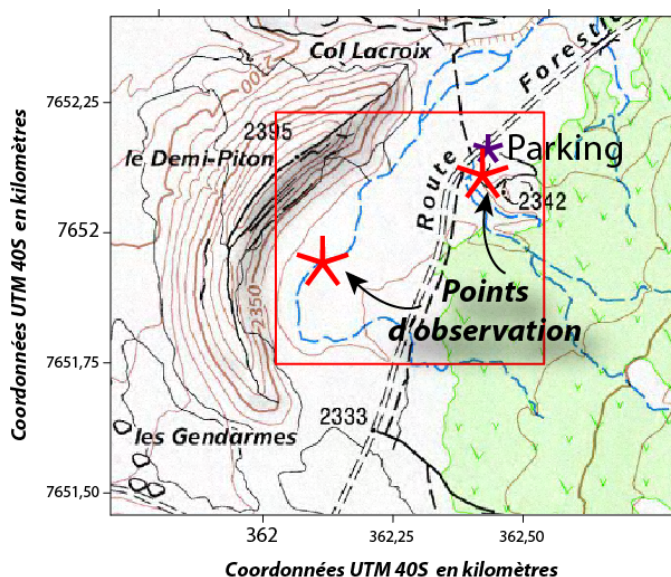 Coordonnées UTM 40S en kilomètres
7652,25
7652
7651,75
7651,50
2300
Col Lacroix
Route Forestiè
2395
le Demi-Piton
Parking
2342
2350
Points
d'observation
2333
les Gendarmes
362
362,25
362,50
Coordonnées UTM 40S en kilomètres